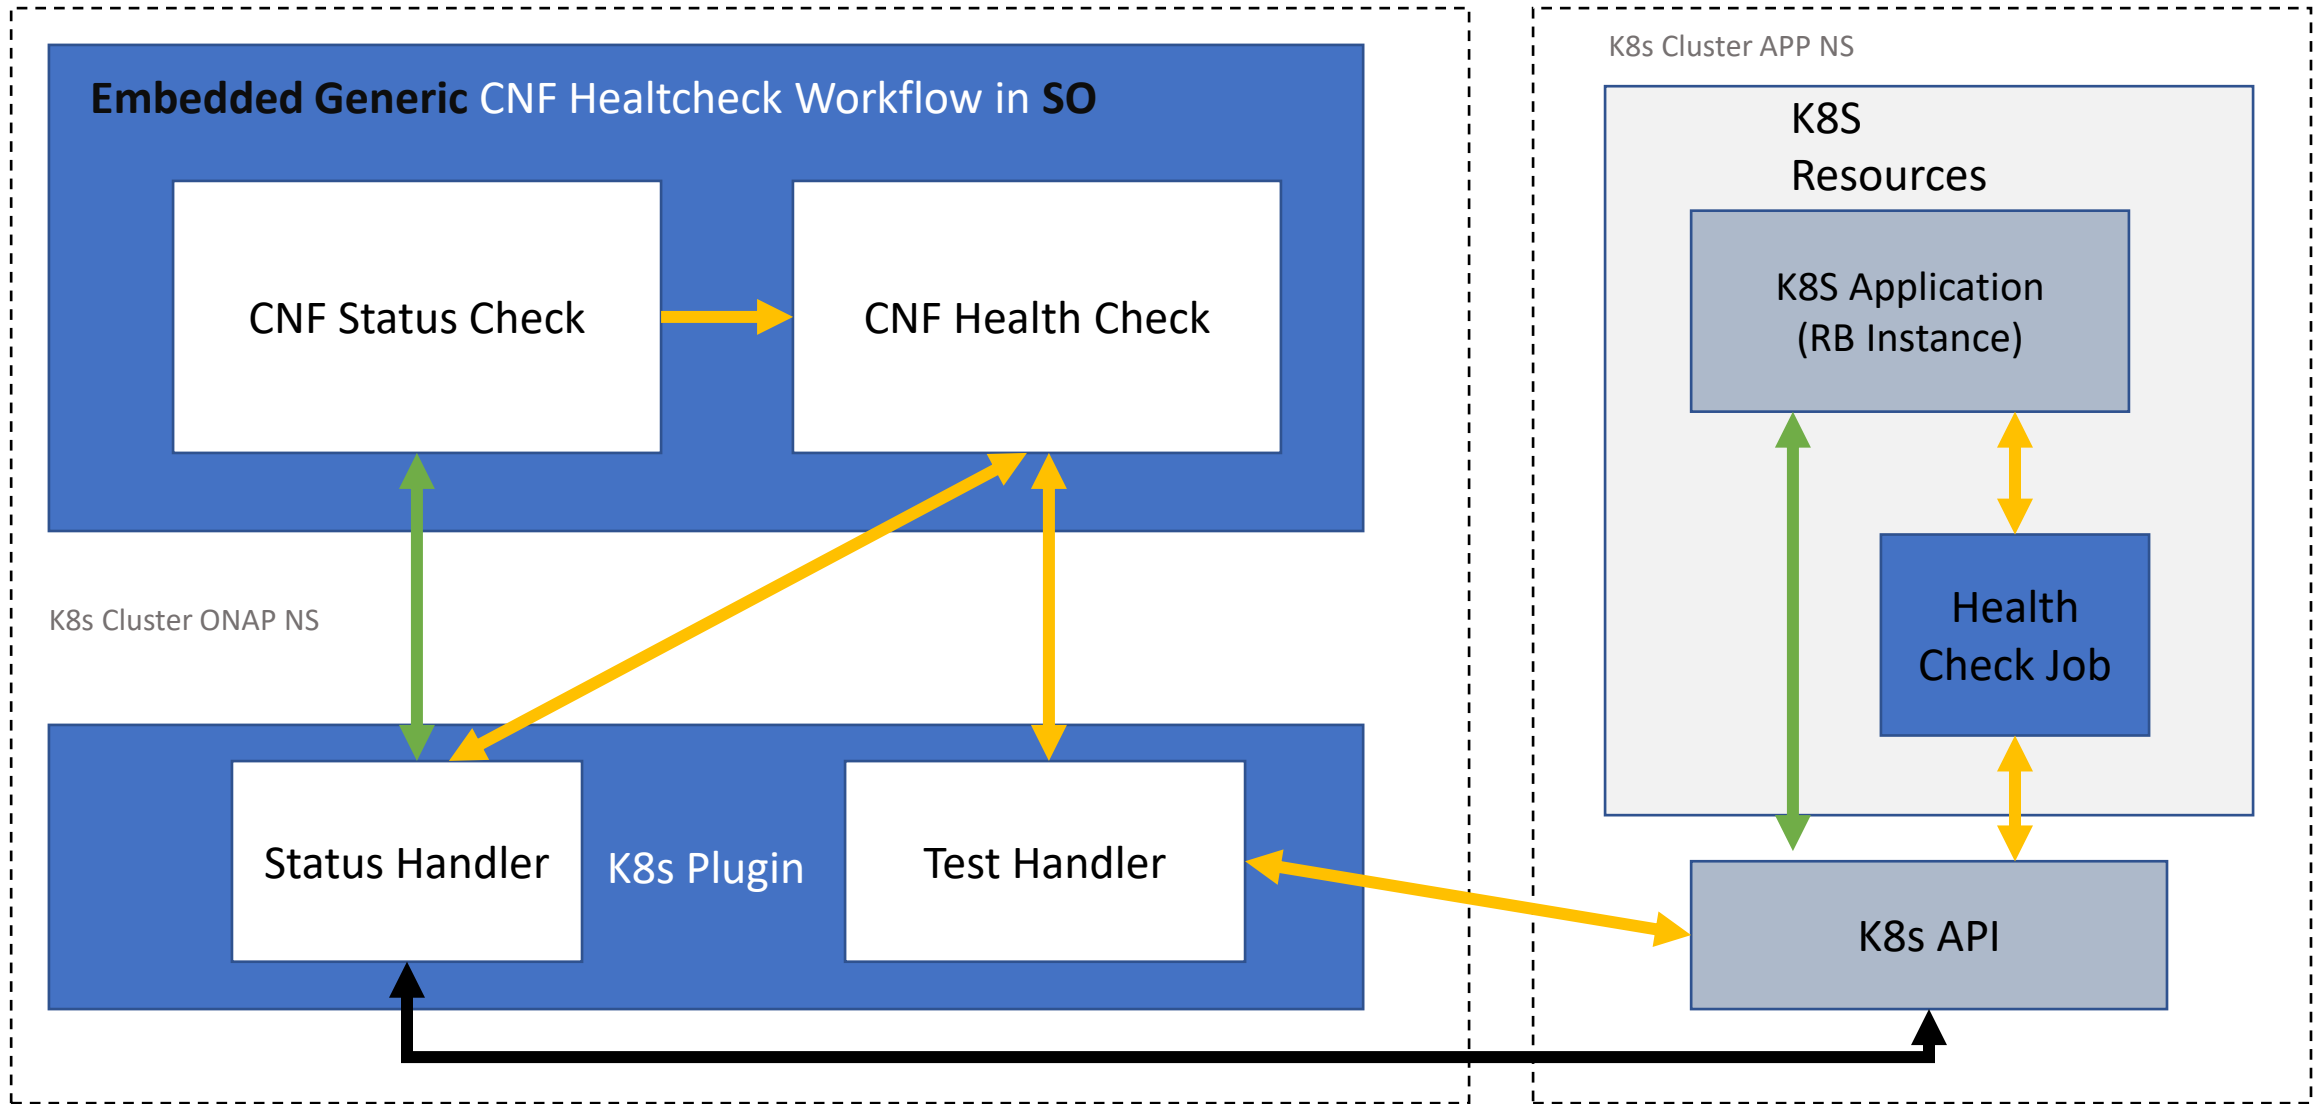 Embedded Generic CNF Healtcheck Workflow in SO
CNF Status Check
CNF Health Check
K8s Cluster ONAP NS
Status Handler
K8s Plugin
Test Handler
K8s Cluster APP NS
K8S
Resources
K8S Application
(RB Instance)
Health
Check Job
K8s API